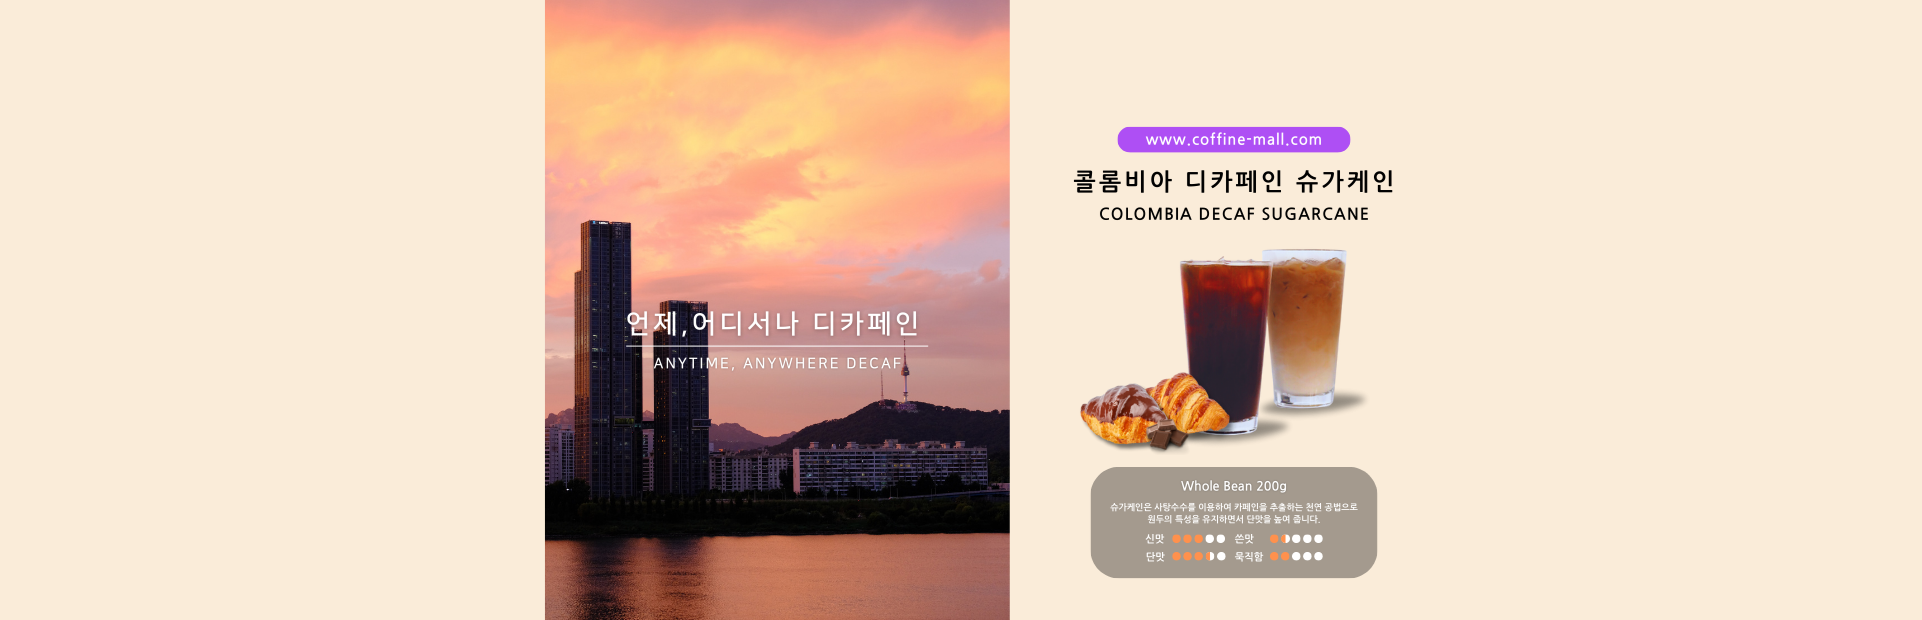 언제,어디서나 디카페인
ANYTIME, ANYWHERE DECAF
www.coffine-mall.com
콜롬비아 디카페인 슈가케인
COLOMBIA DECAF SUGARCANE
Whole Bean 200g
슈가케인은 사탕수수를 이용하여 카페인을 추출하는 천연 공법으로
원두의 특성을 유지하면서 단맛을 높여 줍니다.
신맛 쓴맛
단맛 묵직함